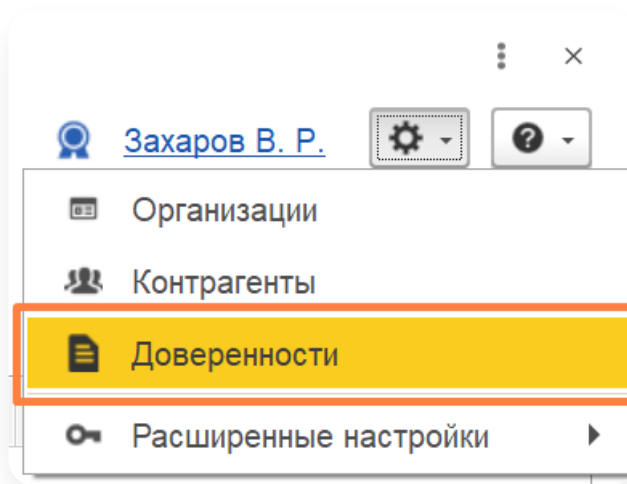 Захаров В. Р.
Организации
Контрагенты
Доверенности
Расширенные настройки